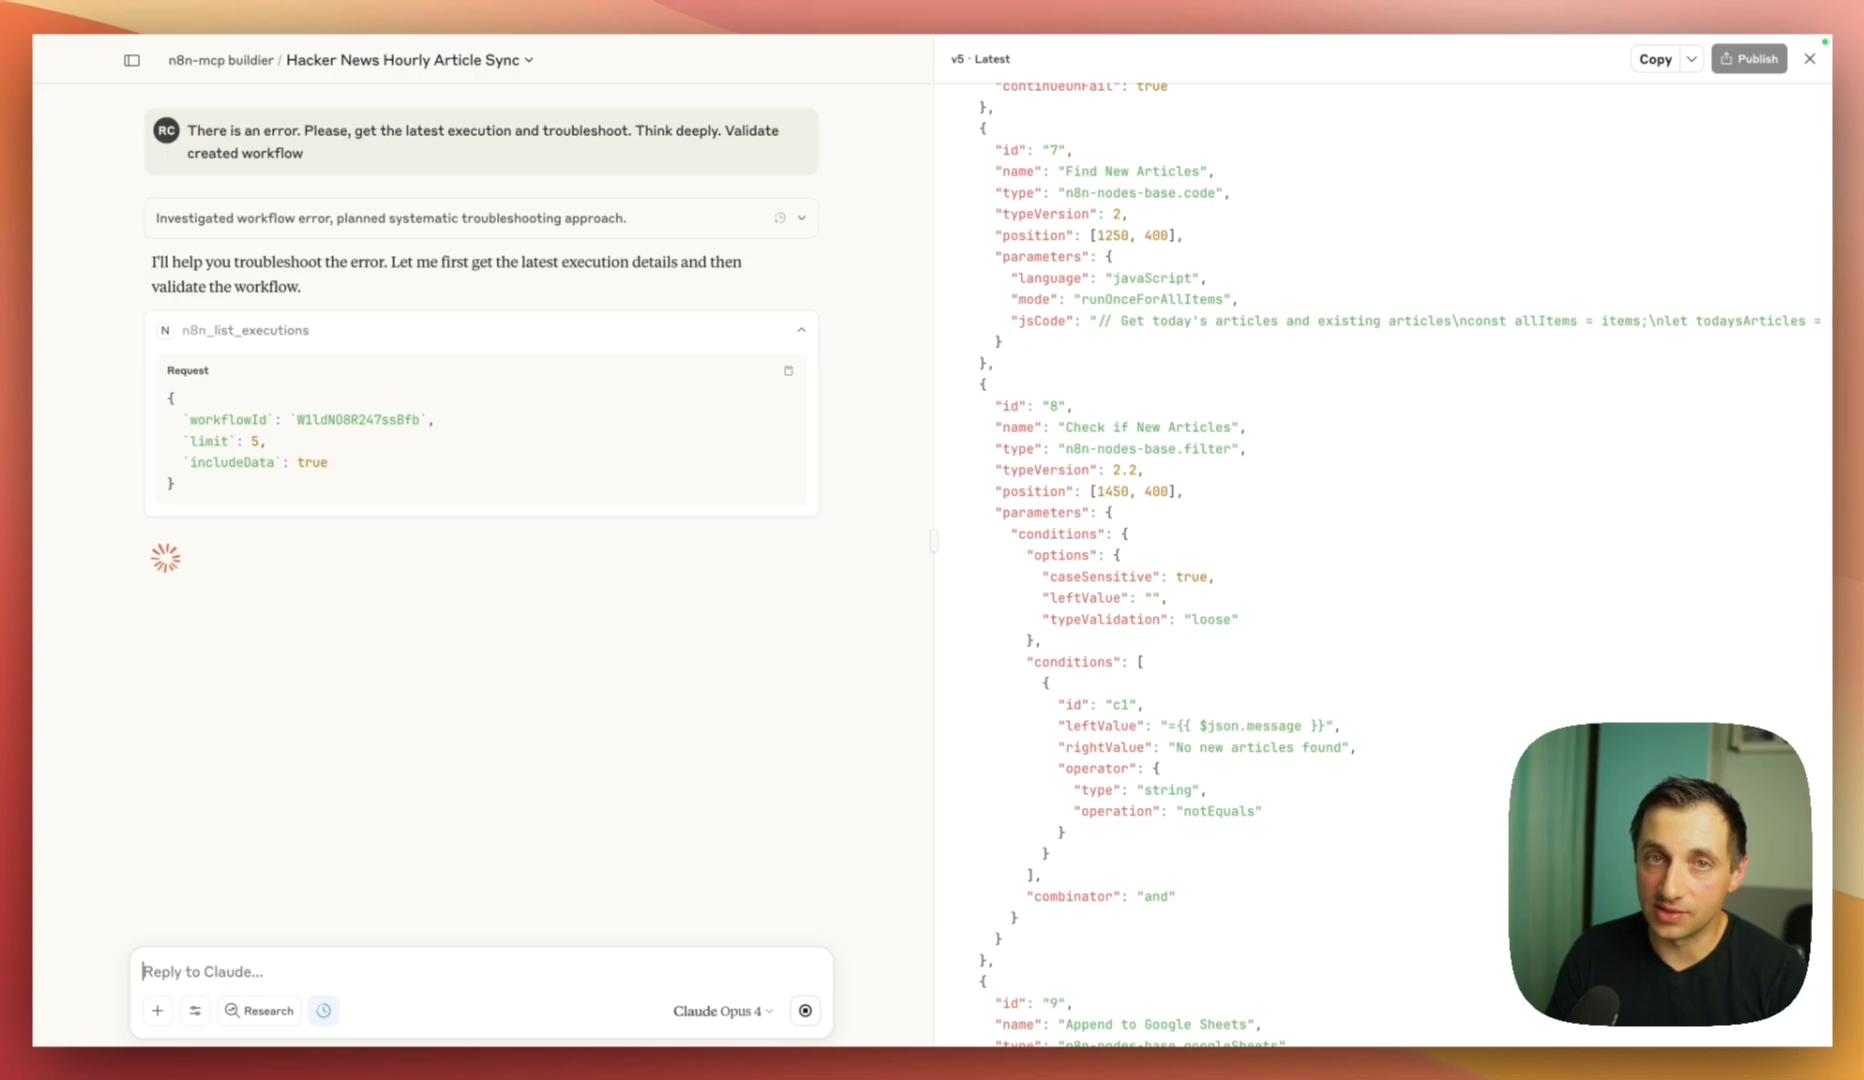 n8n-mcp buildier / Hacker News Hourly Article Sync
RC
There is an error. Please, get the latest execution and troubleshoot. Think deeply. Validate
created workflow
Investigated workflow error, planned systematic troubleshooting approach.
I'll help you troubleshoot the error. Let me first get the latest execution details and then
validate the workflow.
N n8n_list_executions
Request
{
`workflowId`: `W1ldNO8R247ssBfb`,
`limit`: 5,
`includeData`: true
}
Reply to Claude...
Research
Claude Opus 4
v5 · Latest
Copy
Publish
"continueOnFail": true
},
{
"id": "7",
"name": "Find New Articles",
"type": "n8n-nodes-base.code",
"typeVersion": 2,
"position": [1250, 400],
"parameters": {
"language": "javaScript",
"mode": "runOnceForAllItems",
"jsCode": "// Get today's articles and existing articles\nconst allItems = items;\nlet todaysArticles =
}
},
{
"id": "8",
"name": "Check if New Articles",
"type": "n8n-nodes-base.filter",
"typeVersion": 2.2,
"position": [1450, 400],
"parameters": {
"conditions": {
"options": {
"caseSensitive": true,
"leftValue": "",
"typeValidation": "loose"
},
"conditions": [
{
"id": "c1",
"leftValue": "={{ $json.message }}",
"rightValue": "No new articles found",
"operator": {
"type": "string",
"operation": "notEquals"
}
}
],
"combinator": "and"
}
}
},
{
"id": "9",
"name": "Append to Google Sheets",
"type": "n8n-nodes-base.googleSheets",